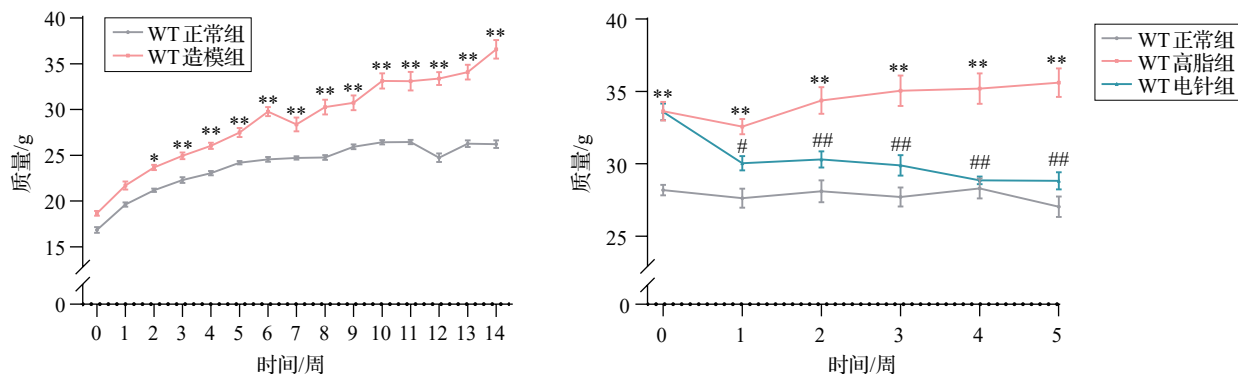 WT 正常组
WT 造模组
质量/g
40
35
30
25
20
15
0
* ** ** ** ** ** ** ** ** ** ** ** **
0 1 2 3 4 5 6 7 8 9 10 11 12 13 14
时间/周
WT 正常组
WT 高脂组
WT 电针组
质量/g
40
35
30
25
0
** ** ** ** ** **
# ## ## ## ##
0 1 2 3 4 5
时间/周